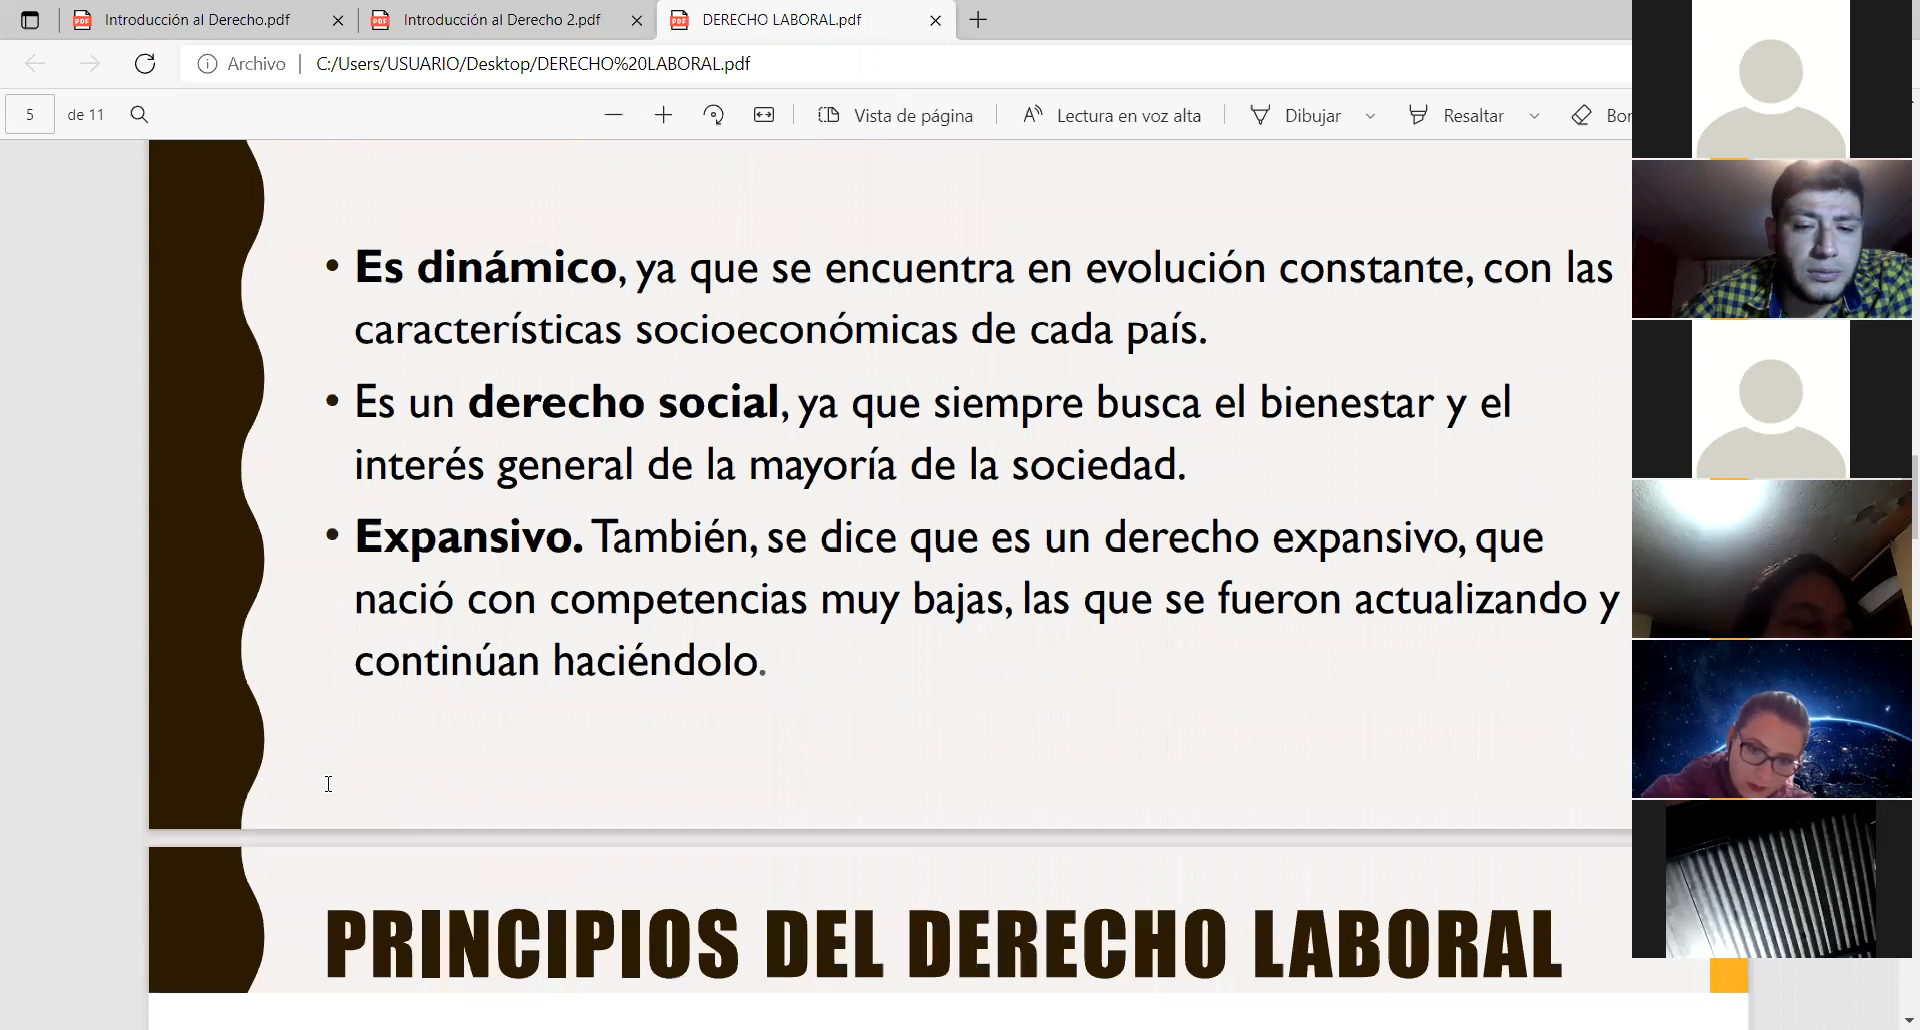 Introducción al Derecho.pdf
Introducción al Derecho 2.pdf
DERECHO LABORAL.pdf
Archivo
C:/Users/USUARIO/Desktop/DERECHO%20LABORAL.pdf
5 de 11
Vista de página
Lectura en voz alta
Dibujar
Resaltar
Bor
• Es dinámico, ya que se encuentra en evolución constante, con las
características socioeconómicas de cada país.
• Es un derecho social, ya que siempre busca el bienestar y el
interés general de la mayoría de la sociedad.
• Expansivo. También, se dice que es un derecho expansivo, que
nació con competencias muy bajas, las que se fueron actualizando y
continúan haciéndolo.
PRINCIPIOS DEL DERECHO LABORAL